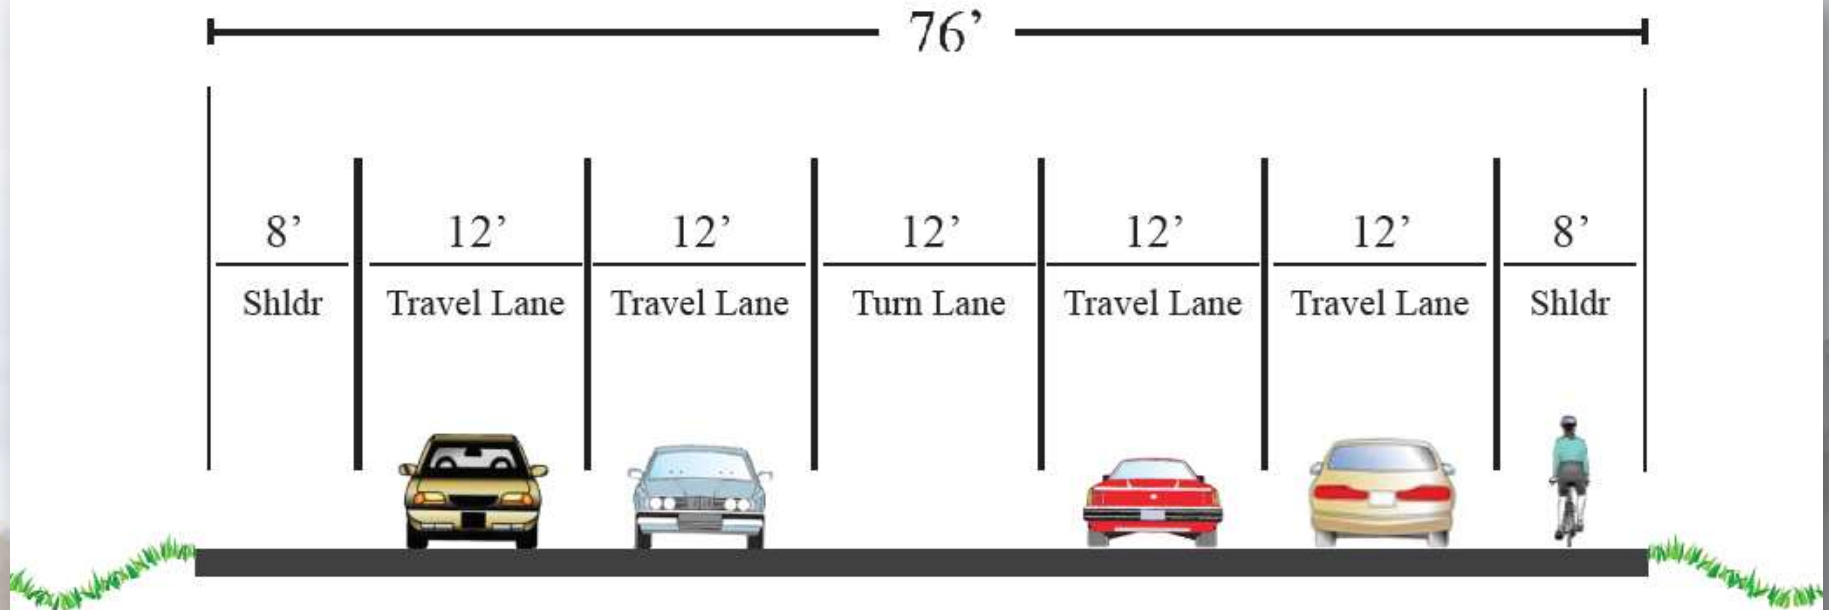 76’
8’ 12’ 12’ 12’ 12’ 12’ 8’
Shldr Travel Lane Travel Lane Turn Lane Travel Lane Travel Lane Shldr